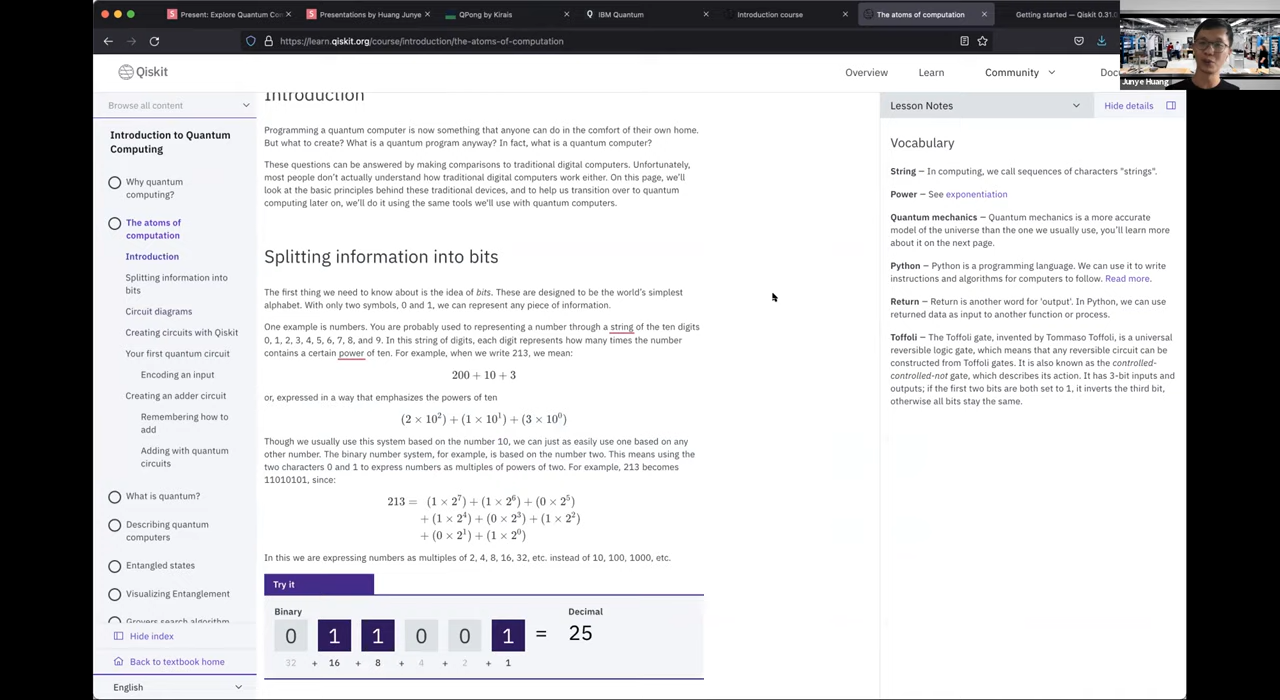 Present: Explore Quantum Con
Presentations by Huang Junye
QPong by Kirais
IBM Quantum
Introduction course
The atoms of computation
Getting started — Qiskit 0.31.0
https://learn.qiskit.org/course/introduction/the-atoms-of-computation
Junye Huang
Qiskit
Overview
Learn
Community
Docu
Browse all content
Introduction to Quantum
Computing
Why quantum
computing?
The atoms of
computation
Introduction
Splitting information into
bits
Circuit diagrams
Creating circuits with Qiskit
Your first quantum circuit
Encoding an input
Creating an adder circuit
Remembering how to
add
Adding with quantum
circuits
What is quantum?
Describing quantum
computers
Entangled states
Visualizing Entanglement
Grovers search algorithm
Hide index
Back to textbook home
English
Introduction
Programming a quantum computer is now something that anyone can do in the comfort of their own home.
But what to create? What is a quantum program anyway? In fact, what is a quantum computer?
These questions can be answered by making comparisons to traditional digital computers. Unfortunately,
most people don't actually understand how traditional digital computers work either. On this page, we'll
look at the basic principles behind these traditional devices, and to help us transition over to quantum
computing later on, we'll do it using the same tools we'll use with quantum computers.
Splitting information into bits
The first thing we need to know about is the idea of bits. These are designed to be the world's simplest
alphabet. With only two symbols, 0 and 1, we can represent any piece of information.
One example is numbers. You are probably used to representing a number through a string of the ten digits
0, 1, 2, 3, 4, 5, 6, 7, 8, and 9. In this string of digits, each digit represents how many times the number
contains a certain power of ten. For example, when we write 213, we mean:
200 + 10 + 3
or, expressed in a way that emphasizes the powers of ten
(2 × 10²) + (1 × 10¹) + (3 × 10⁰)
Though we usually use this system based on the number 10, we can just as easily use one based on any
other number. The binary number system, for example, is based on the number two. This means using the
two characters 0 and 1 to express numbers as multiples of powers of two. For example, 213 becomes
11010101, since:
213 = (1 × 2⁷) + (1 × 2⁶) + (0 × 2⁵)
+ (1 × 2⁴) + (0 × 2³) + (1 × 2²)
+ (0 × 2¹) + (1 × 2⁰)
In this we are expressing numbers as multiples of 2, 4, 8, 16, 32, etc. instead of 10, 100, 1000, etc.
Try it
Binary
Decimal
0 1 1 0 0 1 = 25
32 + 16 + 8 + 4 + 2 + 1
Lesson Notes
Hide details
Vocabulary
String — In computing, we call sequences of characters "strings".
Power — See exponentiation
Quantum mechanics — Quantum mechanics is a more accurate
model of the universe than the one we usually use, you'll learn more
about it on the next page.
Python — Python is a programming language. We can use it to write
instructions and algorithms for computers to follow. Read more.
Return — Return is another word for 'output'. In Python, we can use
returned data as input to another function or process.
Toffoli — The Toffoli gate, invented by Tommaso Toffoli, is a universal
reversible logic gate, which means that any reversible circuit can be
constructed from Toffoli gates. It is also known as the controlled-
controlled-not gate, which describes its action. It has 3-bit inputs and
outputs; if the first two bits are both set to 1, it inverts the third bit,
otherwise all bits stay the same.